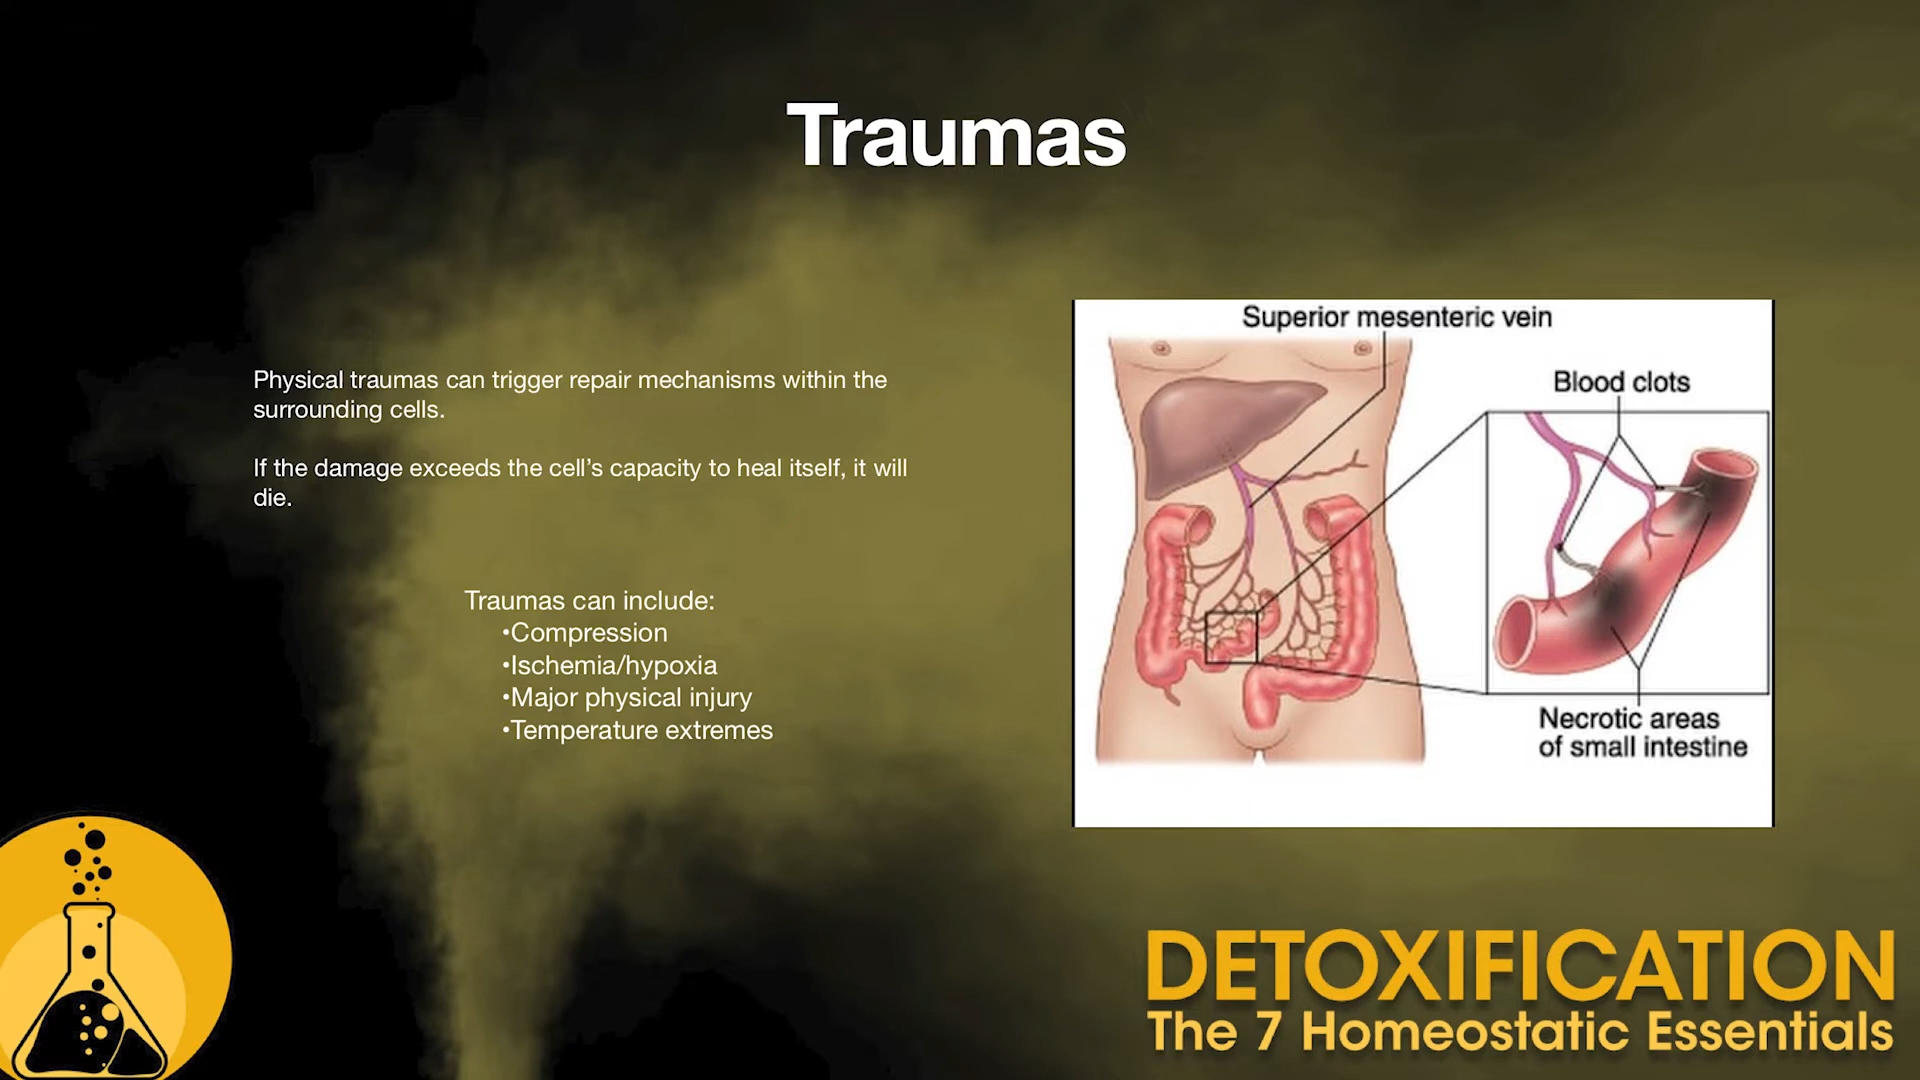 Traumas
Physical traumas can trigger repair mechanisms within the
surrounding cells.
If the damage exceeds the cell’s capacity to heal itself, it will
die.
Traumas can include:
•Compression
•Ischemia/hypoxia
•Major physical injury
•Temperature extremes
Superior mesenteric vein
Blood clots
Necrotic areas
of small intestine
DETOXIFICATION
The 7 Homeostatic Essentials